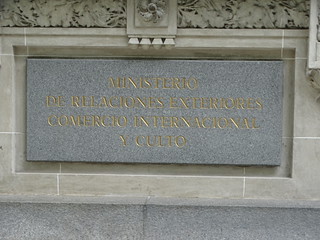 MINISTERIO
DE RELACIONES EXTERIORES
COMERCIO INTERNACIONAL
Y CULTO